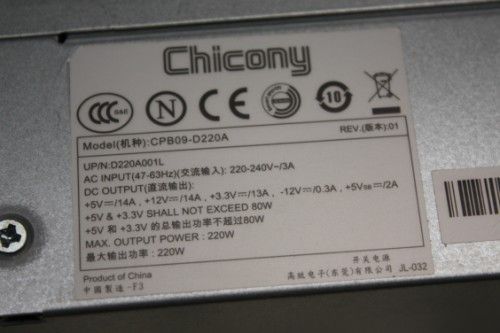 Chicony
CCC S&E N CE 10
Model(机种):CPB09-D220A
REV.(版本):01
UP/N:D220A001L
AC INPUT(47-63Hz)(交流输入): 220-240V~/3A
DC OUTPUT(直流输出):
+5V⎓/14A , +12V⎓/14A , +3.3V⎓/13A , -12V⎓/0.3A , +5VSB⎓/2A
+5V & +3.3V SHALL NOT EXCEED 80W
+5V 和 +3.3V 的总输出功率不超过80W
MAX. OUTPUT POWER : 220W
最大输出功率 : 220W
Product of China
中國製造 -F3
开关电源
高效电子(东莞)有限公司 JL-032